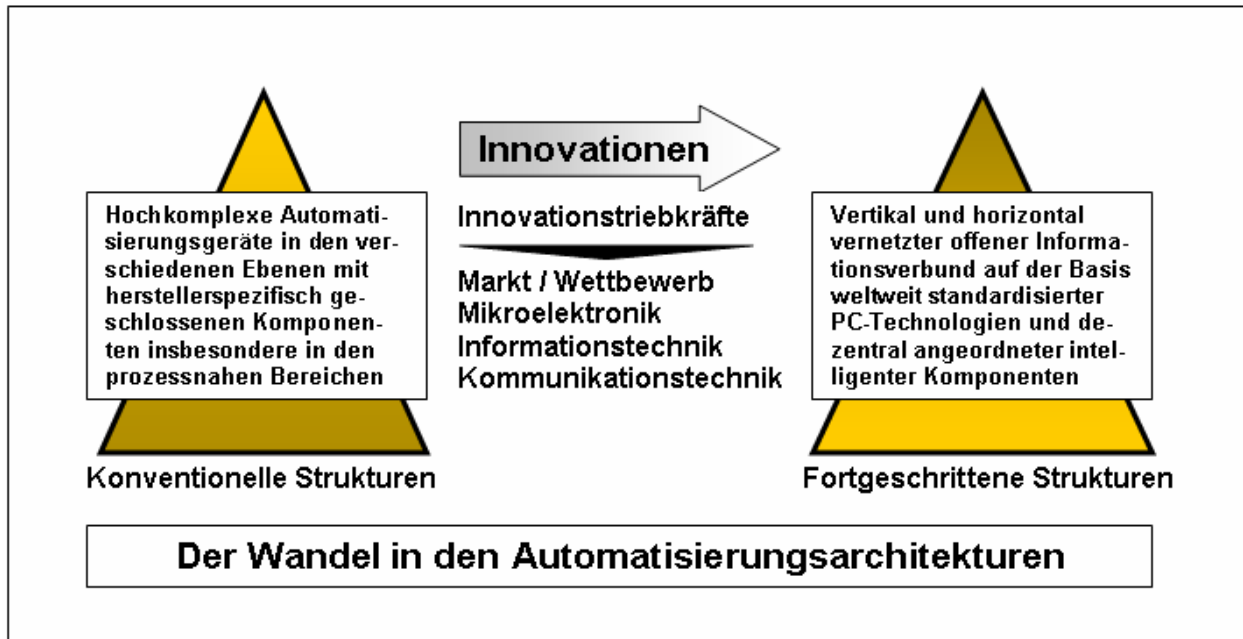 Hochkomplexe Automati-
sierungsgeräte in den ver-
schiedenen Ebenen mit
herstellerspezifisch ge-
schlossenen Komponen-
ten insbesondere in den
prozessnahen Bereichen
Konventionelle Strukturen
Innovationen
Innovationstriebkräfte
Markt / Wettbewerb
Mikroelektronik
Informationstechnik
Kommunikationstechnik
Vertikal und horizontal
vernetzter offener Informa-
tionsverbund auf der Basis
weltweit standardisierter
PC-Technologien und de-
zentral angeordneter intel-
ligenter Komponenten
Fortgeschrittene Strukturen
Der Wandel in den Automatisierungsarchitekturen